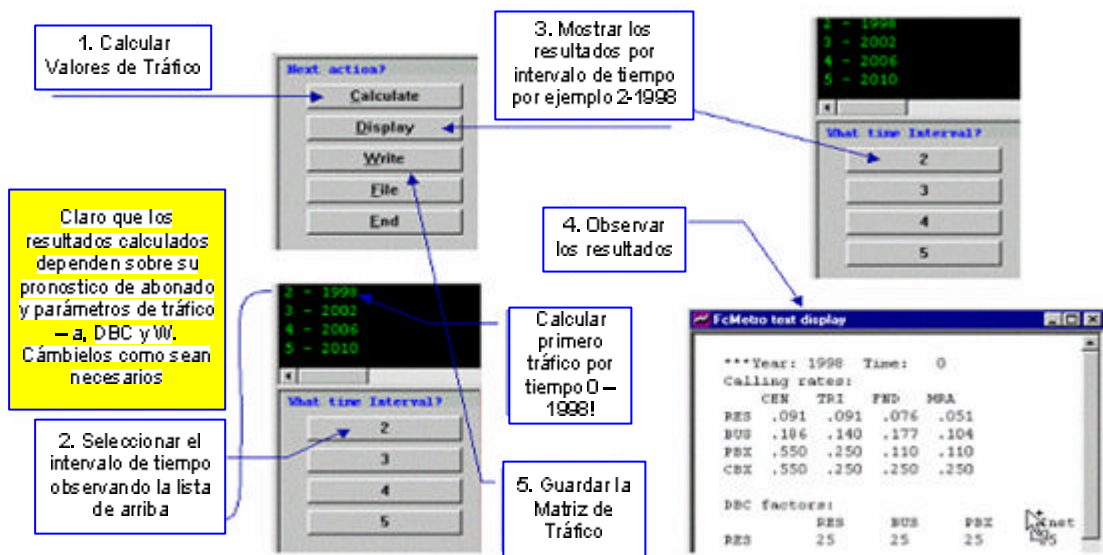 1. Calcular
Valores de Tráfico
Next action?
Calculate
Display
Write
File
End
3. Mostrar los
resultados por
intervalo de tiempo
por ejemplo 2-1998
2 - 1998
3 - 2002
4 - 2006
5 - 2010
What time Interval?
2
3
4
5
Claro que los
resultados calculados
dependen sobre su
pronostico de abonado
y parámetros de tráfico
– a, DBC y W.
Cámbielos como sean
necesarios
2. Seleccionar el
intervalo de tiempo
observando la lista
de arriba
2 - 1998
3 - 2002
4 - 2006
5 - 2010
What time Interval?
2
3
4
5
Calcular
primero
tráfico por
tiempo 0 –
1998!
5. Guardar la
Matriz de
Tráfico
4. Observar
los resultados
FcMetro text display
***Year: 1998 Time: 0
Calling rates:
CEN TRI FND MRA
RES .091 .091 .076 .051
BUS .186 .140 .177 .104
PBX .550 .250 .110 .110
CBX .550 .250 .250 .250
DBC factors:
RES BUS PBX
RES 25 25 25